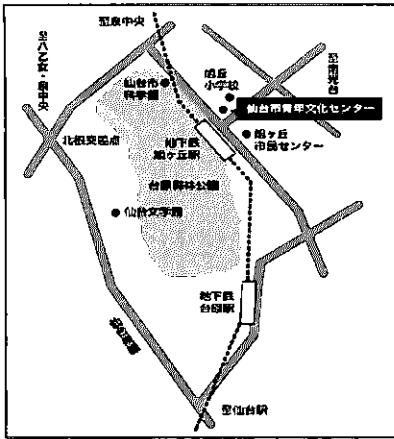 至泉中央
至八乙女・泉中央
仙台市
科学館
旭丘
小学校
至南光台
仙台市青年文化センター
旭ヶ丘
市民センター
地下鉄
旭ヶ丘駅
北根交差点
台原森林公園
仙台文学館
地下鉄
台原駅
至仙台駅